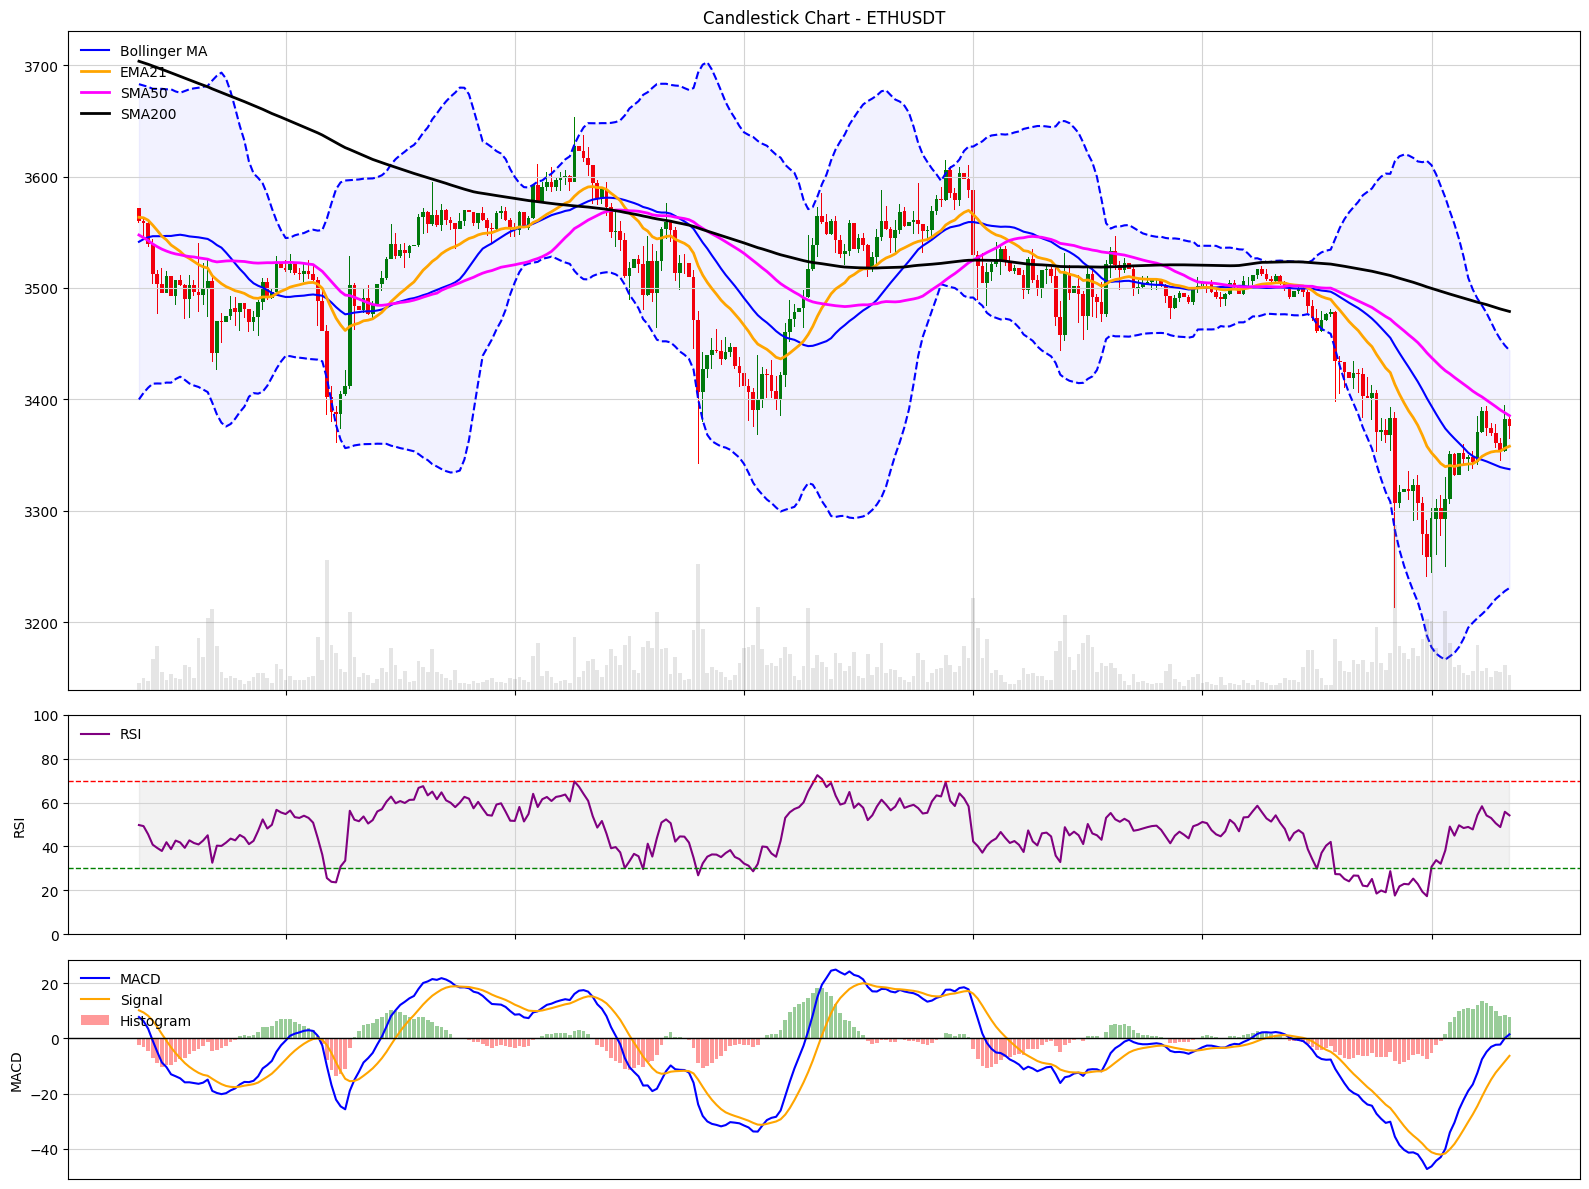 Candlestick Chart - ETHUSDT
Bollinger MA
EMA21
SMA50
SMA200
3700
3600
3500
3400
3300
3200
RSI
100
80
60
40
20
0
RSI
MACD
Signal
Histogram
20
0
−20
−40
MACD